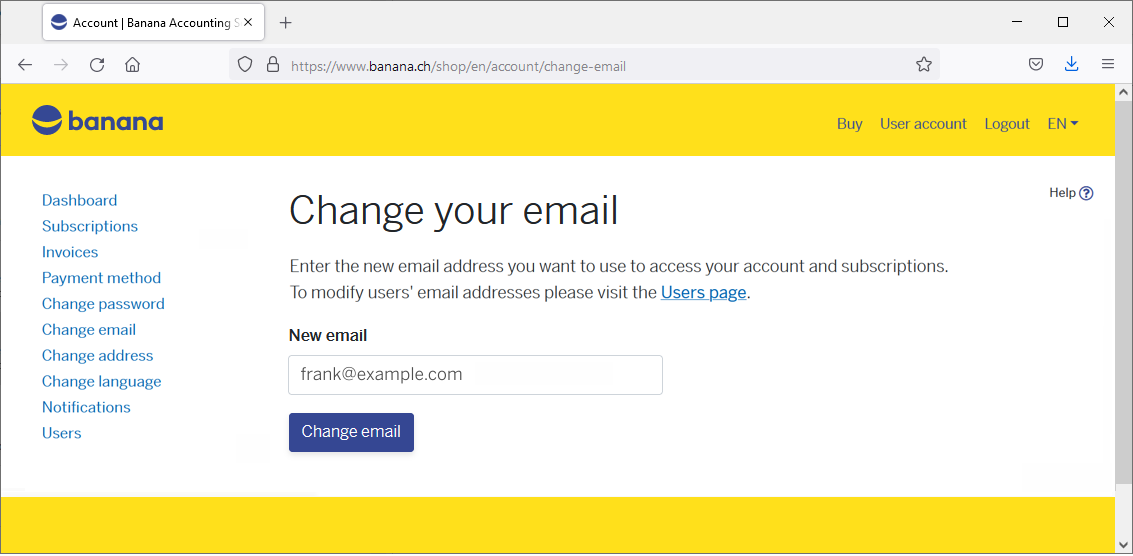 Account | Banana Accounting S
https://www.banana.ch/shop/en/account/change-email
banana
Buy User account Logout EN
Help ?
Dashboard
Subscriptions
Invoices
Payment method
Change password
Change email
Change address
Change language
Notifications
Users
Change your email
Enter the new email address you want to use to access your account and subscriptions.
To modify users' email addresses please visit the Users page.
New email
frank@example.com
Change email